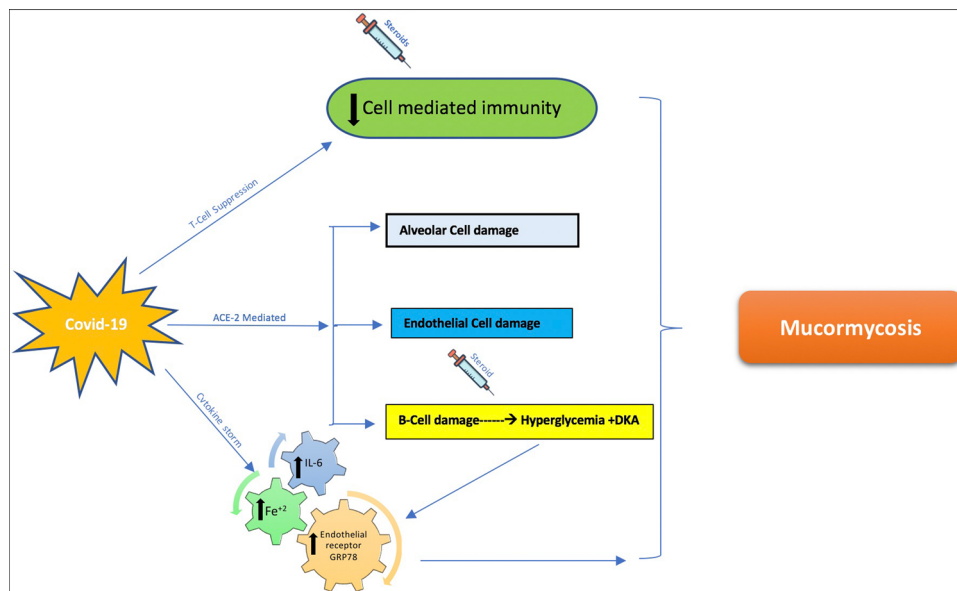 Steroids
Cell mediated immunity
T-Cell Suppression
Alveolar Cell damage
Covid-19
ACE-2 Mediated
Endothelial Cell damage
Mucormycosis
Steroid
B-Cell damage------→ Hyperglycemia +DKA
Cytokine storm
IL-6
Fe+2
Endothelial
receptor
GRP78